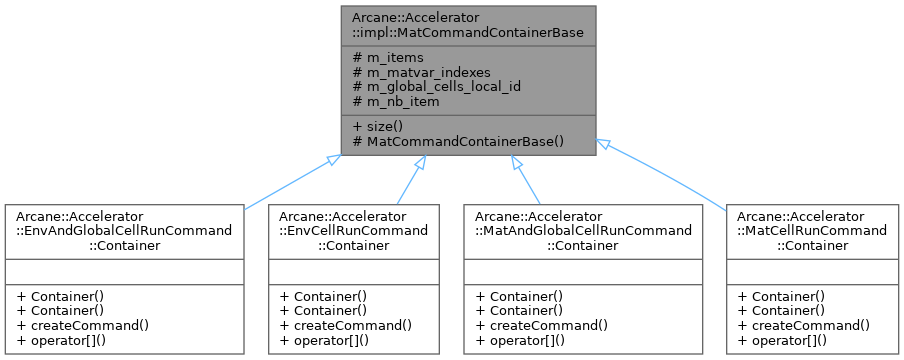 Arcane::Accelerator
::impl::MatCommandContainerBase
# m_items
# m_matvar_indexes
# m_global_cells_local_id
# m_nb_item
+ size()
# MatCommandContainerBase()
Arcane::Accelerator
::EnvAndGlobalCellRunCommand
::Container
+ Container()
+ Container()
+ createCommand()
+ operator[]()
Arcane::Accelerator
::EnvCellRunCommand
::Container
+ Container()
+ Container()
+ createCommand()
+ operator[]()
Arcane::Accelerator
::MatAndGlobalCellRunCommand
::Container
+ Container()
+ Container()
+ createCommand()
+ operator[]()
Arcane::Accelerator
::MatCellRunCommand
::Container
+ Container()
+ Container()
+ createCommand()
+ operator[]()